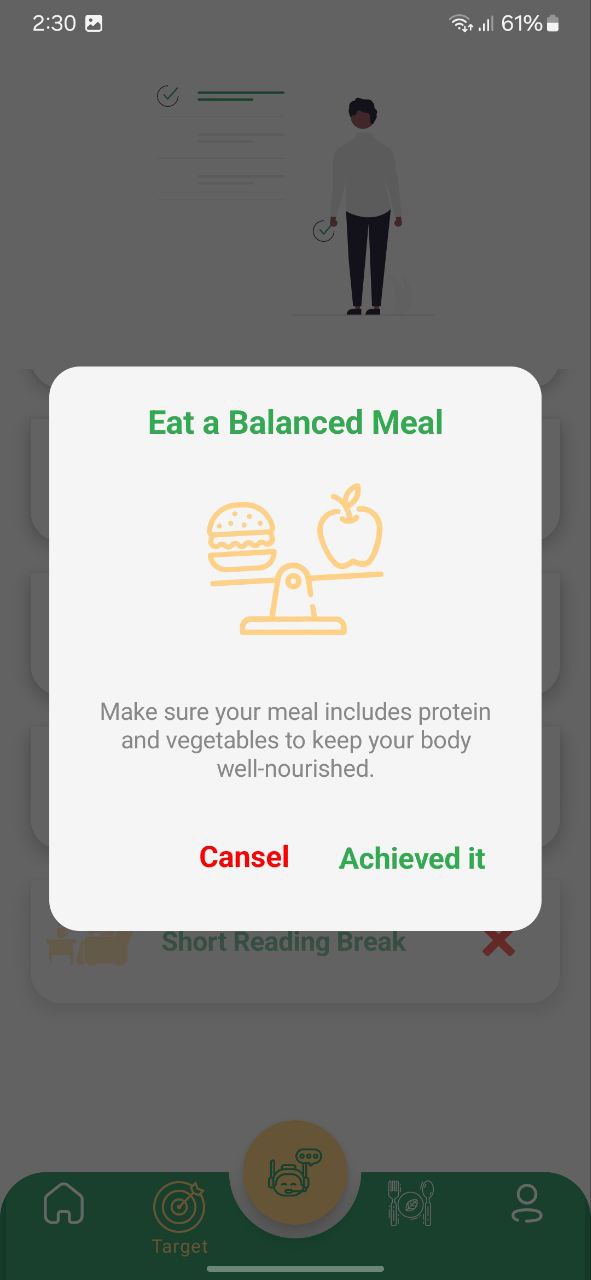 2:30 61%
Eat a Balanced Meal
Make sure your meal includes protein
and vegetables to keep your body
well-nourished.
Cansel Achieved it
Short Reading Break
Target